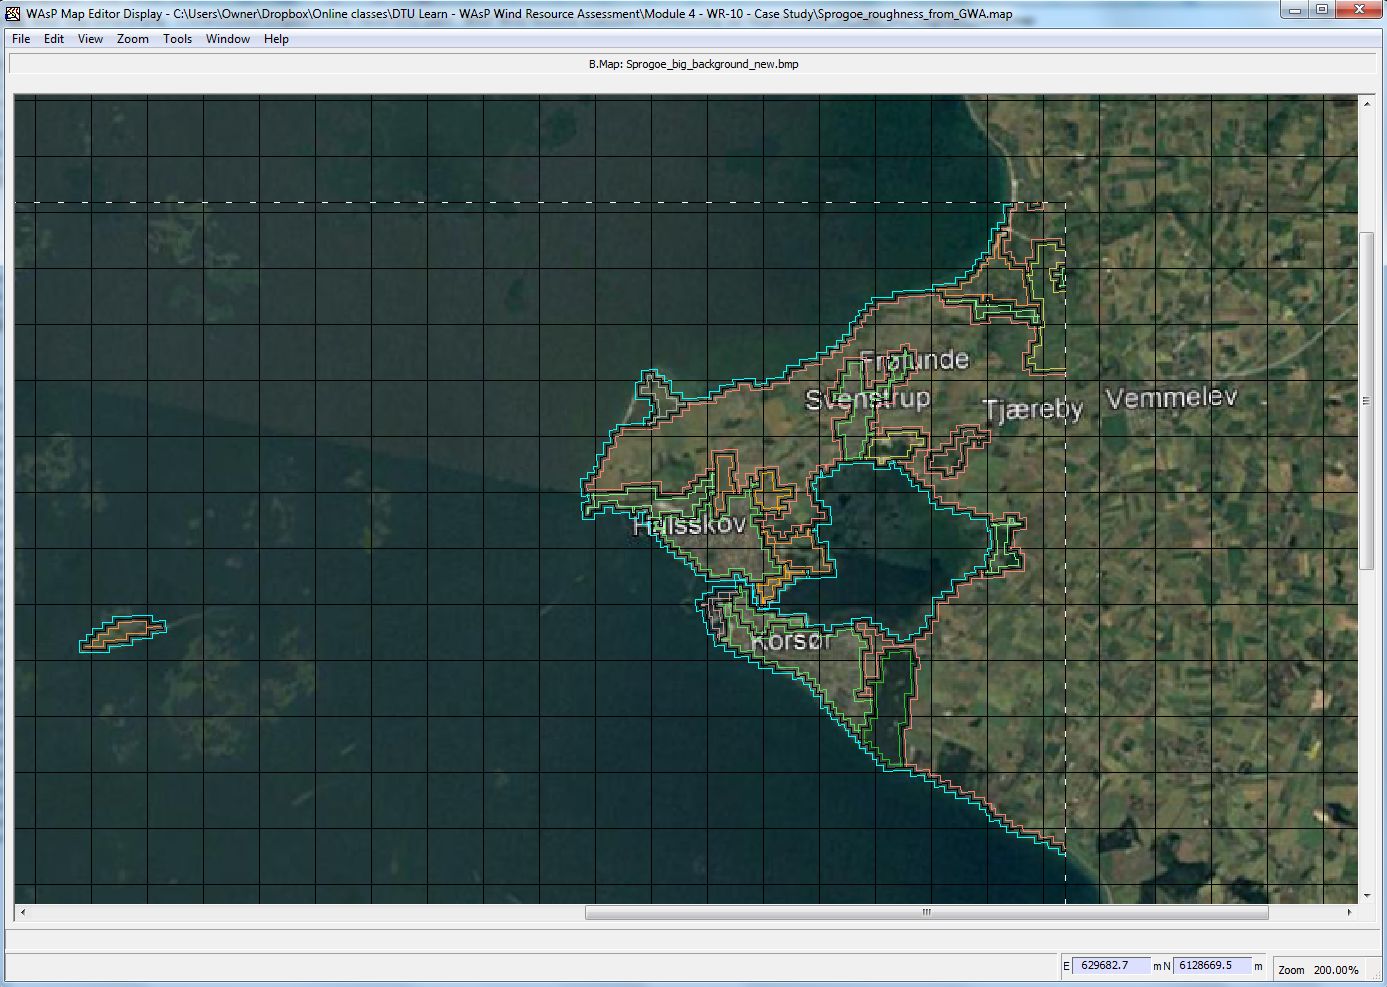 WAsP Map Editor Display - C:\Users\Owner\Dropbox\Online classes\DTU Learn - WAsP Wind Resource Assessment\Module 4 - WR-10 - Case Study\Sprogoe_roughness_from_GWA.map
File Edit View Zoom Tools Window Help
B.Map: Sprogoe_big_background_new.bmp
Frølunde
Svenstrup
Tjæreby
Vemmelev
Halsskov
Korsør
E 629682.7 m N 6128669.5 m
Zoom 200.00%